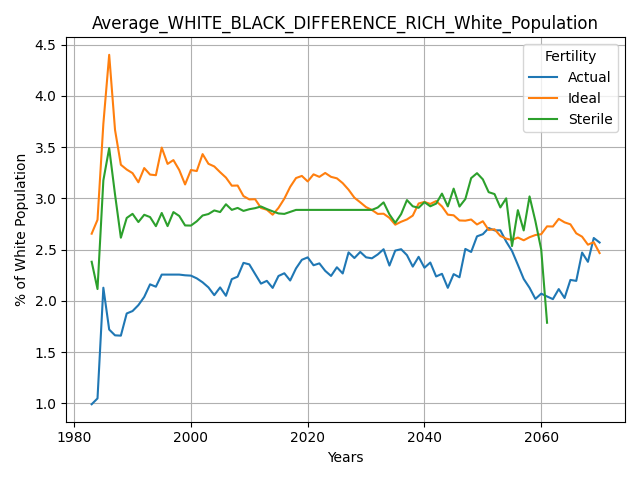 Average_WHITE_BLACK_DIFFERENCE_RICH_White_Population
Fertility
Actual
Ideal
Sterile
% of White Population
4.5
4.0
3.5
3.0
2.5
2.0
1.5
1.0
1980
2000
2020
2040
2060
Years